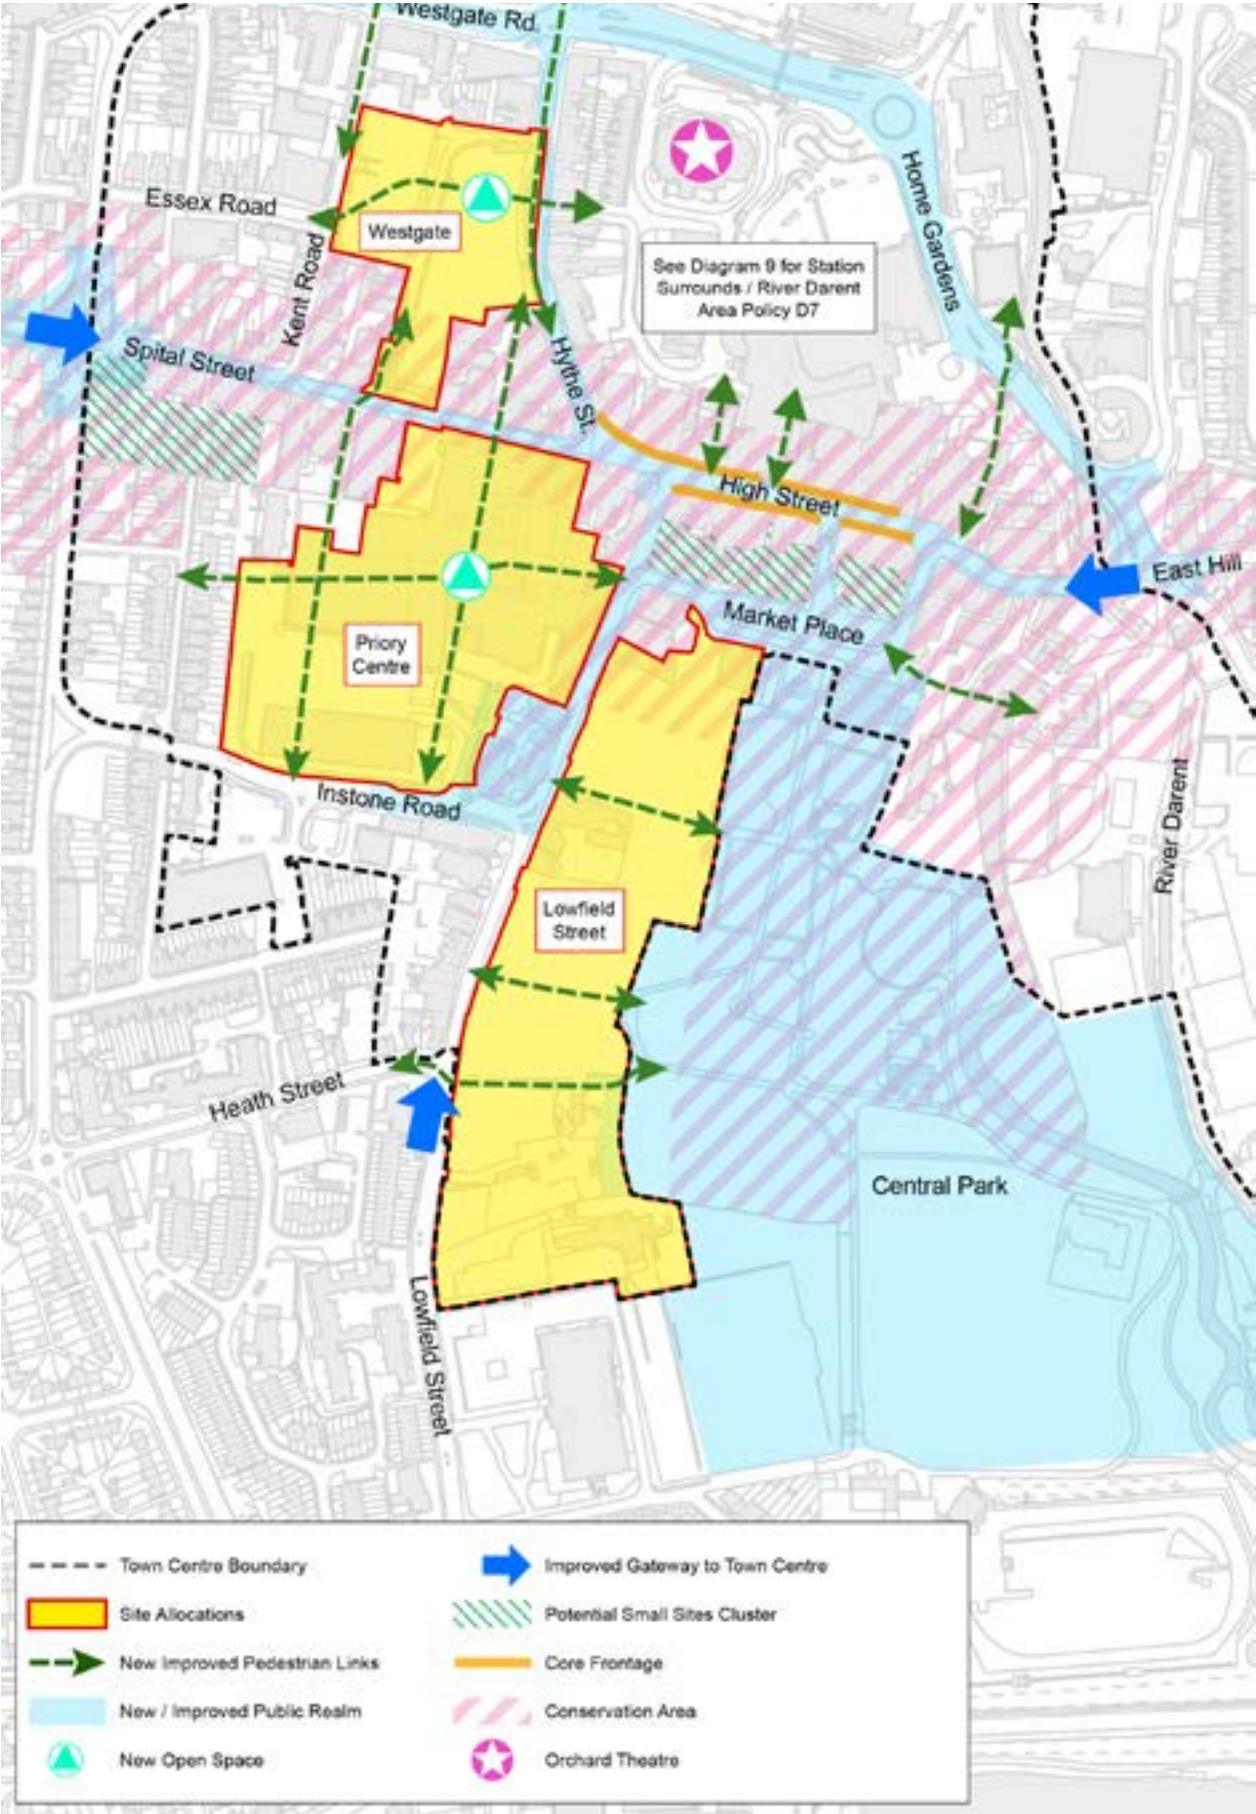 Westgate Rd.
Essex Road
Westgate
Kent Road
Home Gardens
See Diagram 9 for Station
Surrounds / River Darent
Area Policy D7
Spital Street
Hythe St.
High Street
East Hill
Market Place
Priory
Centre
Instone Road
River Darent
Lowfield
Street
Heath Street
Central Park
Lowfield Street
Town Centre Boundary
Improved Gateway to Town Centre
Site Allocations
Potential Small Sites Cluster
New Improved Pedestrian Links
Core Frontage
New / Improved Public Realm
Conservation Area
New Open Space
Orchard Theatre